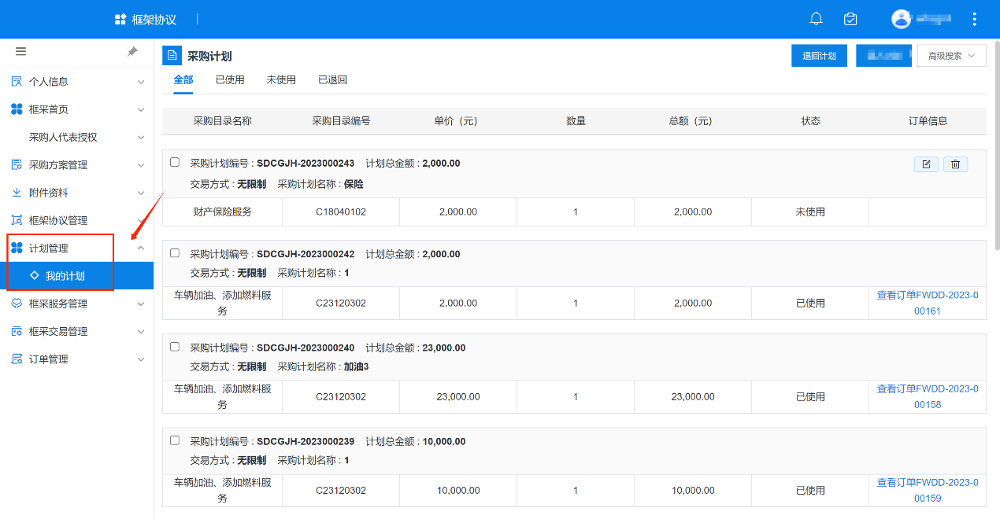 框架协议
个人信息
框采首页
采购人代表授权
采购方案管理
附件资料
框架协议管理
计划管理
我的计划
框采服务管理
框采交易管理
订单管理
采购计划
退回计划
高级搜索
全部 已使用 未使用 已退回
采购目录名称 采购目录编号 单价（元） 数量 总额（元） 状态 订单信息
采购计划编号 : SDCGJH-2023000243 计划总金额 : 2,000.00
交易方式 : 无限制 采购计划名称 : 保险
财产保险服务 C18040102 2,000.00 1 2,000.00 未使用
采购计划编号 : SDCGJH-2023000242 计划总金额 : 2,000.00
交易方式 : 无限制 采购计划名称 : 1
车辆加油、添加燃料服
务
C23120302 2,000.00 1 2,000.00 已使用
查看订单FWDD-2023-0
00161
采购计划编号 : SDCGJH-2023000240 计划总金额 : 23,000.00
交易方式 : 无限制 采购计划名称 : 加油3
车辆加油、添加燃料服
务
C23120302 23,000.00 1 23,000.00 已使用
查看订单FWDD-2023-0
00158
采购计划编号 : SDCGJH-2023000239 计划总金额 : 10,000.00
交易方式 : 无限制 采购计划名称 : 1
车辆加油、添加燃料服
务
C23120302 10,000.00 1 10,000.00 已使用
查看订单FWDD-2023-0
00159